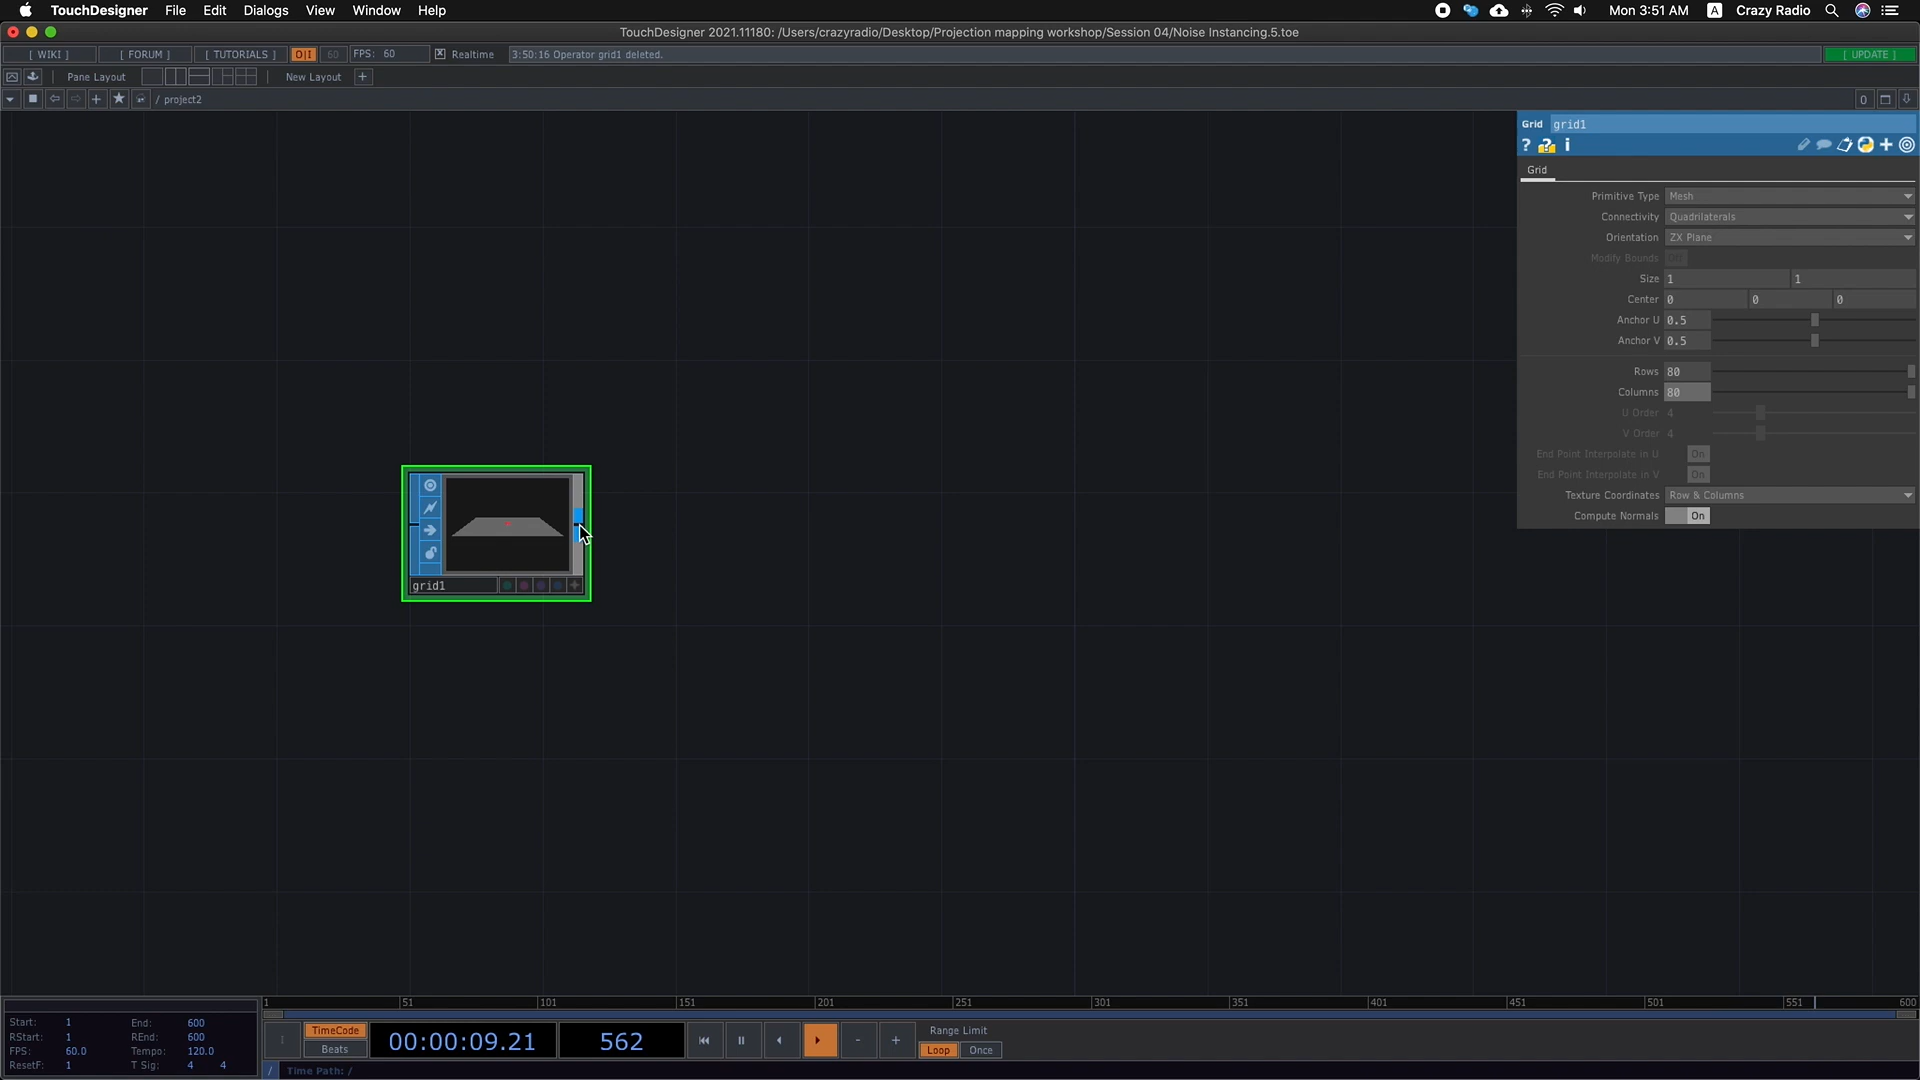 TouchDesigner File Edit Dialogs View Window Help Mon 3:51 AM A Crazy Radio
TouchDesigner 2021.11180: /Users/crazyradio/Desktop/Projection mapping workshop/Session 04/Noise Instancing.5.toe
[ WIKI ] [ FORUM ] [ TUTORIALS ] O|I 60 FPS: 60 Realtime 3:50:16 Operator grid1 deleted. [ UPDATE ]
Pane Layout New Layout +
/ project2 0
Grid grid1
? ? i
Grid
Primitive Type Mesh
Connectivity Quadrilaterals
Orientation ZX Plane
Modify Bounds Off
Size 1 1
Center 0 0 0
Anchor U 0.5
Anchor V 0.5
Rows 80
Columns 80
U Order 4
V Order 4
End Point Interpolate in U On
End Point Interpolate in V On
Texture Coordinates Row & Columns
Compute Normals On
grid1
1 51 101 151 201 251 301 351 401 451 501 551 600
Start: 1 End: 600
RStart: 1 REnd: 600
FPS: 60.0 Tempo: 120.0
ResetF: 1 T Sig: 4 4
TimeCode
Beats
00:00:09.21 562
- +
Range Limit
Loop Once
/ Time Path: /